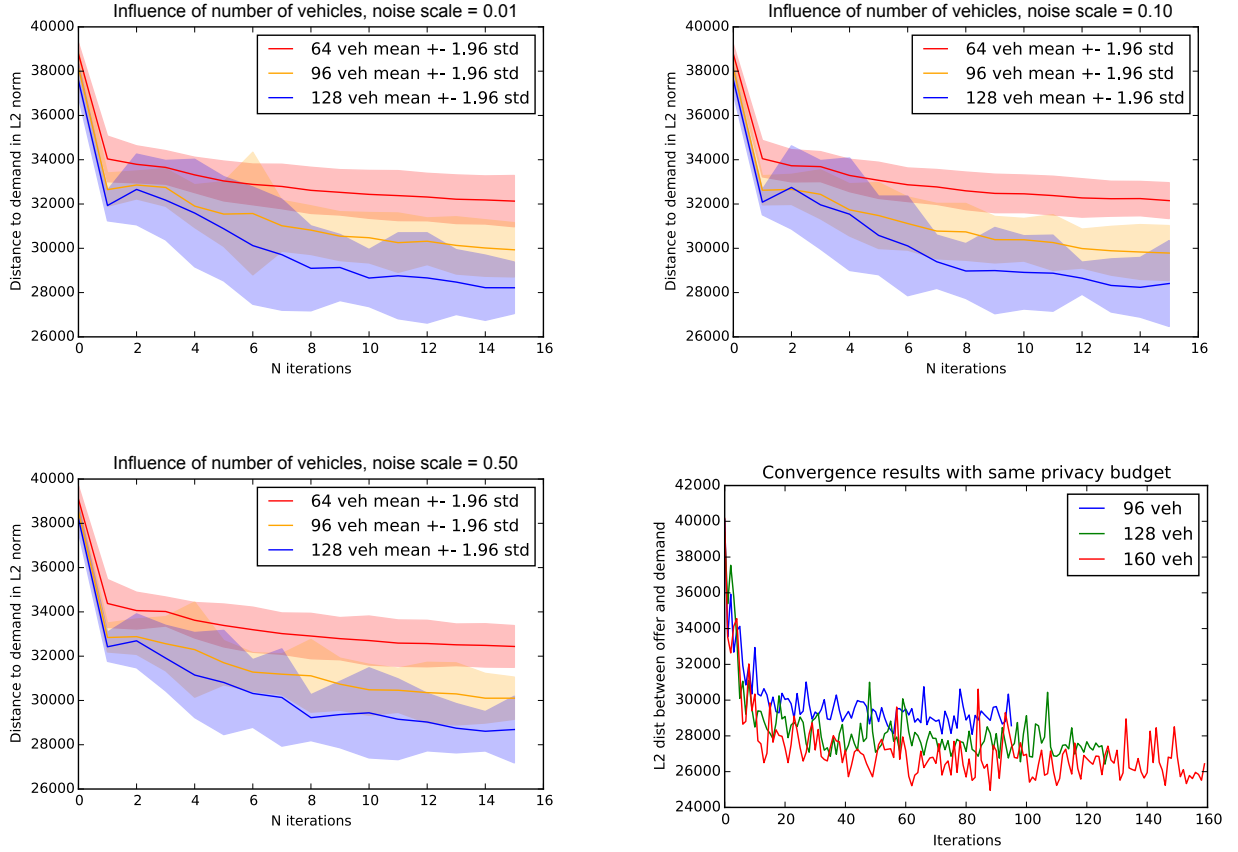 Influence of number of vehicles, noise scale = 0.01
40000
38000
36000
34000
32000
30000
28000
26000
Distance to demand in L2 norm
64 veh mean +- 1.96 std
96 veh mean +- 1.96 std
128 veh mean +- 1.96 std
0 2 4 6 8 10 12 14 16
N iterations
Influence of number of vehicles, noise scale = 0.10
40000
38000
36000
34000
32000
30000
28000
26000
Distance to demand in L2 norm
64 veh mean +- 1.96 std
96 veh mean +- 1.96 std
128 veh mean +- 1.96 std
0 2 4 6 8 10 12 14 16
N iterations
Influence of number of vehicles, noise scale = 0.50
40000
38000
36000
34000
32000
30000
28000
26000
Distance to demand in L2 norm
64 veh mean +- 1.96 std
96 veh mean +- 1.96 std
128 veh mean +- 1.96 std
0 2 4 6 8 10 12 14 16
N iterations
Convergence results with same privacy budget
42000
40000
38000
36000
34000
32000
30000
28000
26000
24000
L2 dist between offer and demand
96 veh
128 veh
160 veh
0 20 40 60 80 100 120 140 160
Iterations